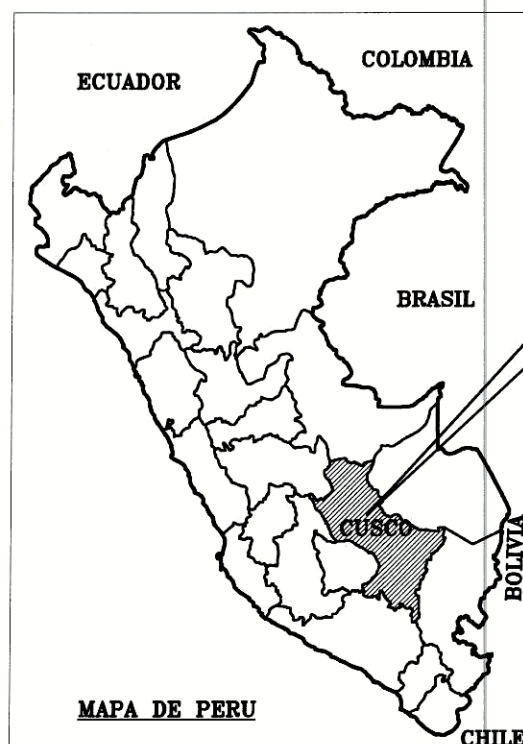 COLOMBIA
ECUADOR
BRASIL
CUSCO
BOLIVIA
MAPA DE PERU
CHILE